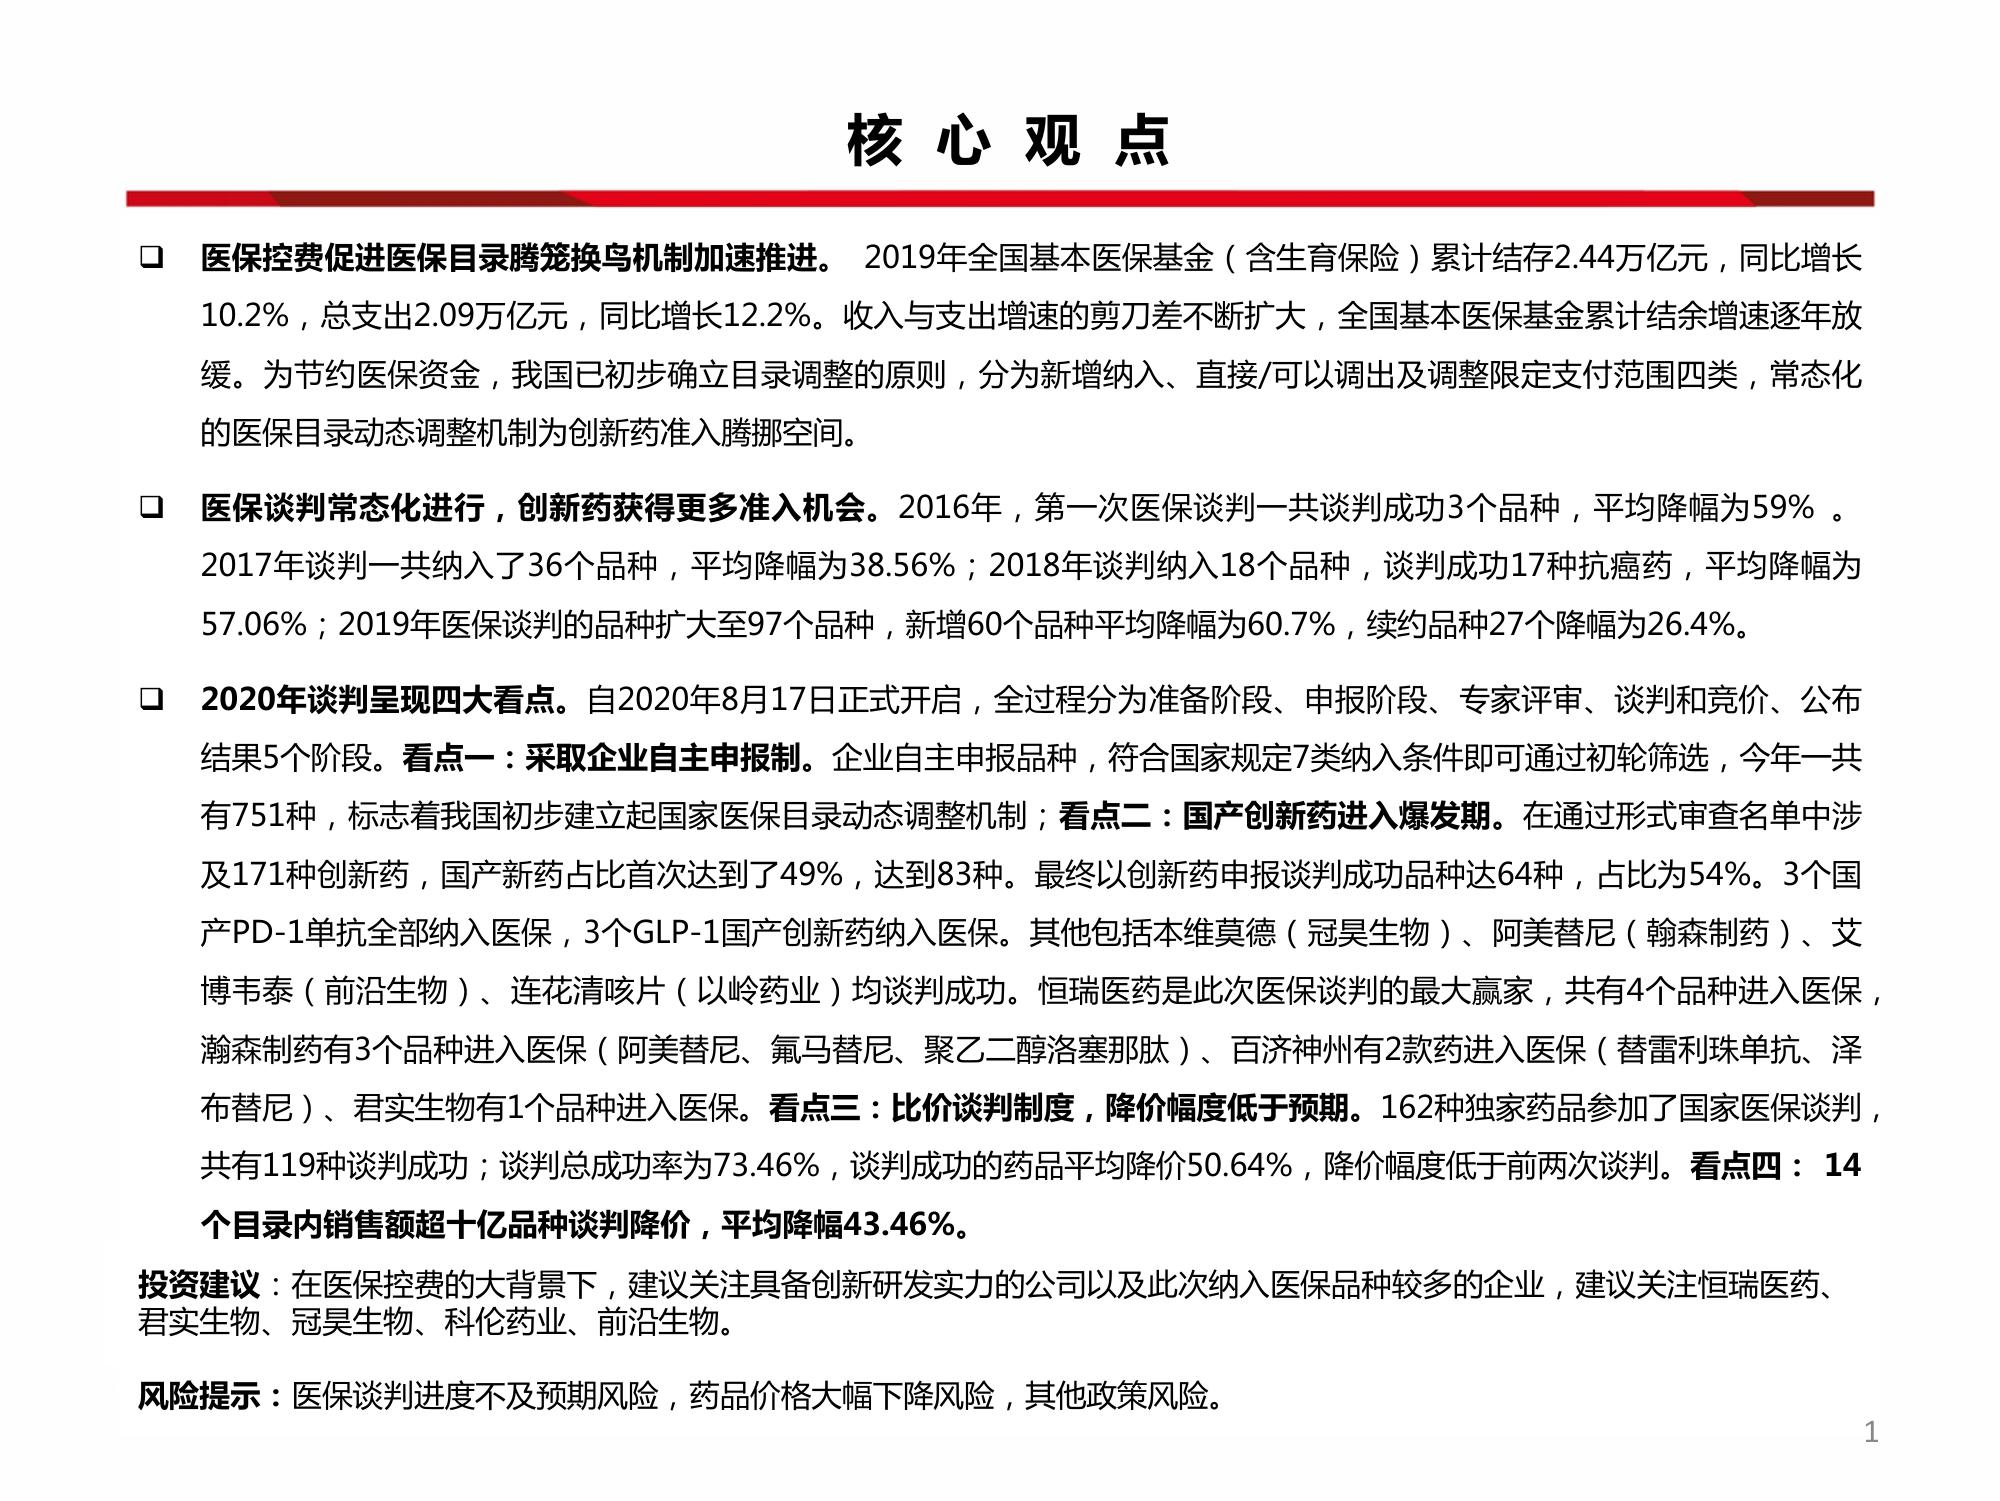 核 心 观 点
❑ 医保控费促进医保目录腾笼换鸟机制加速推进。 2019年全国基本医保基金（含生育保险）累计结存2.44万亿元，同比增长
10.2%，总支出2.09万亿元，同比增长12.2%。收入与支出增速的剪刀差不断扩大，全国基本医保基金累计结余增速逐年放
缓。为节约医保资金，我国已初步确立目录调整的原则，分为新增纳入、直接/可以调出及调整限定支付范围四类，常态化
的医保目录动态调整机制为创新药准入腾挪空间。
❑ 医保谈判常态化进行，创新药获得更多准入机会。2016年，第一次医保谈判一共谈判成功3个品种，平均降幅为59% 。
2017年谈判一共纳入了36个品种，平均降幅为38.56%；2018年谈判纳入18个品种，谈判成功17种抗癌药，平均降幅为
57.06%；2019年医保谈判的品种扩大至97个品种，新增60个品种平均降幅为60.7%，续约品种27个降幅为26.4%。
❑ 2020年谈判呈现四大看点。自2020年8月17日正式开启，全过程分为准备阶段、申报阶段、专家评审、谈判和竞价、公布
结果5个阶段。看点一：采取企业自主申报制。企业自主申报品种，符合国家规定7类纳入条件即可通过初轮筛选，今年一共
有751种，标志着我国初步建立起国家医保目录动态调整机制；看点二：国产创新药进入爆发期。在通过形式审查名单中涉
及171种创新药，国产新药占比首次达到了49%，达到83种。最终以创新药申报谈判成功品种达64种，占比为54%。3个国
产PD-1单抗全部纳入医保，3个GLP-1国产创新药纳入医保。其他包括本维莫德（冠昊生物）、阿美替尼（翰森制药）、艾
博韦泰（前沿生物）、连花清咳片（以岭药业）均谈判成功。恒瑞医药是此次医保谈判的最大赢家，共有4个品种进入医保，
瀚森制药有3个品种进入医保（阿美替尼、氟马替尼、聚乙二醇洛塞那肽）、百济神州有2款药进入医保（替雷利珠单抗、泽
布替尼）、君实生物有1个品种进入医保。看点三：比价谈判制度，降价幅度低于预期。162种独家药品参加了国家医保谈判，
共有119种谈判成功；谈判总成功率为73.46%，谈判成功的药品平均降价50.64%，降价幅度低于前两次谈判。看点四： 14
个目录内销售额超十亿品种谈判降价，平均降幅43.46%。
投资建议：在医保控费的大背景下，建议关注具备创新研发实力的公司以及此次纳入医保品种较多的企业，建议关注恒瑞医药、
君实生物、冠昊生物、科伦药业、前沿生物。
风险提示：医保谈判进度不及预期风险，药品价格大幅下降风险，其他政策风险。
1